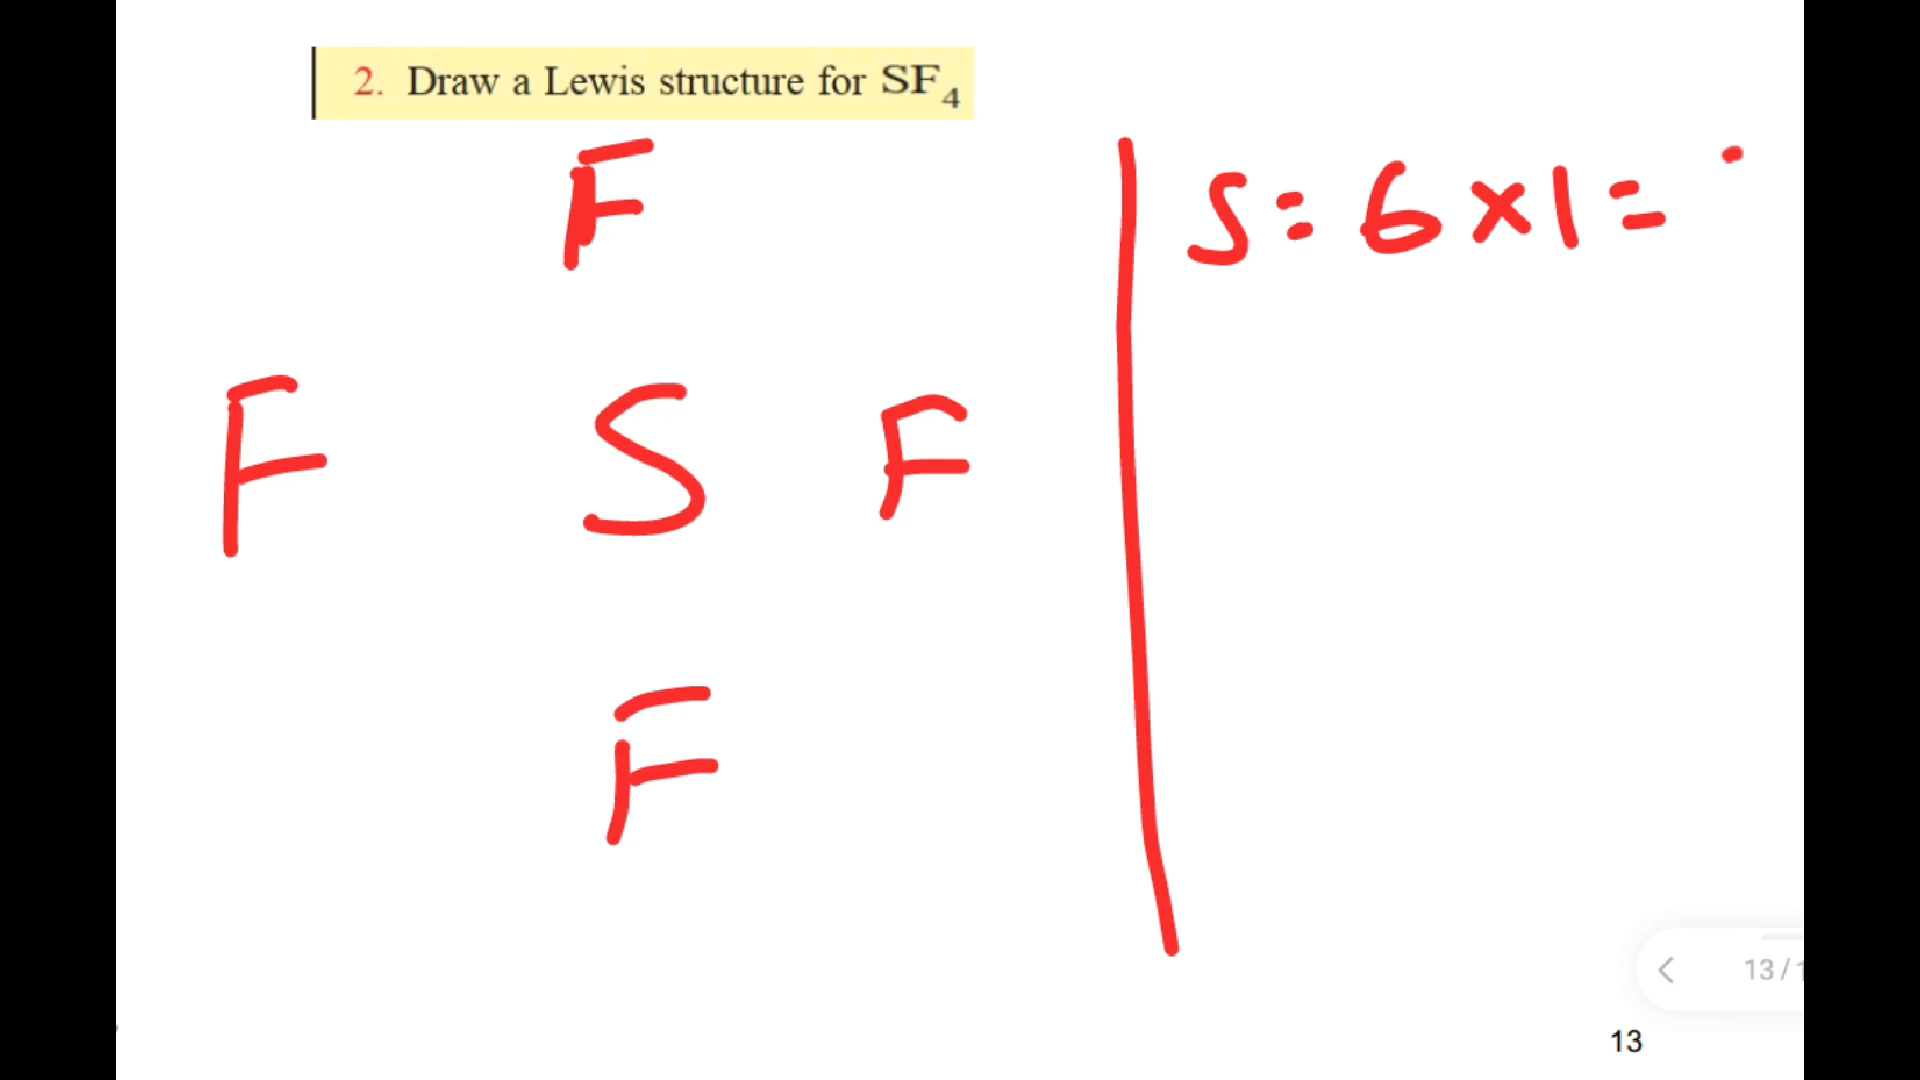 2. Draw a Lewis structure for SF4
F
S = 6 × 1 =
F S F
F
13 /
13